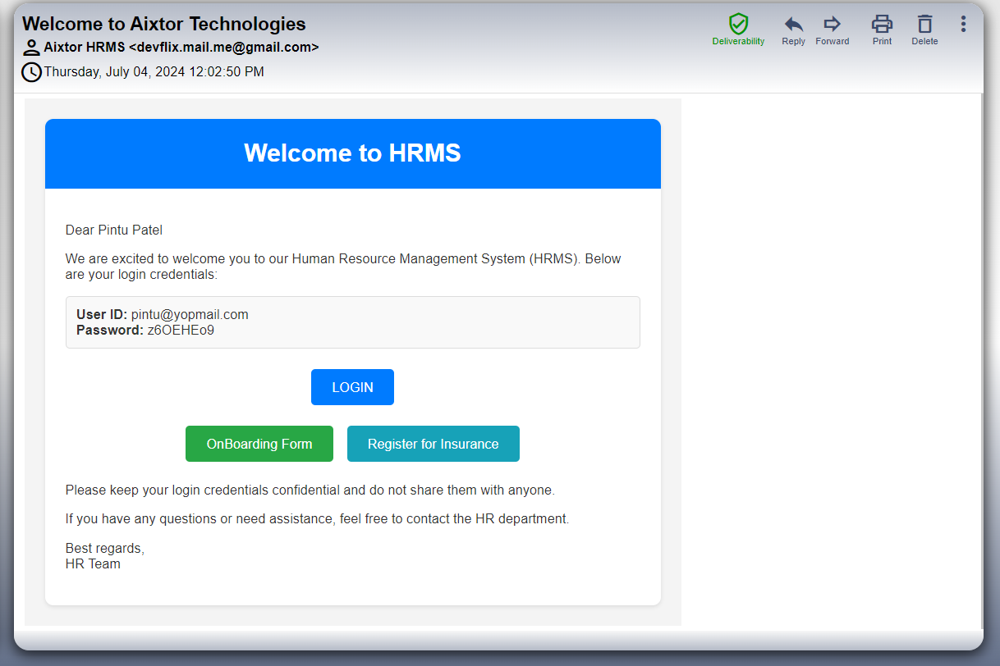 Welcome to Aixtor Technologies
Aixtor HRMS <devflix.mail.me@gmail.com>
Thursday, July 04, 2024 12:02:50 PM
Deliverability
Reply
Forward
Print
Delete
Welcome to HRMS
Dear Pintu Patel
We are excited to welcome you to our Human Resource Management System (HRMS). Below
are your login credentials:
User ID: pintu@yopmail.com
Password: z6OEHEo9
LOGIN
OnBoarding Form
Register for Insurance
Please keep your login credentials confidential and do not share them with anyone.
If you have any questions or need assistance, feel free to contact the HR department.
Best regards,
HR Team